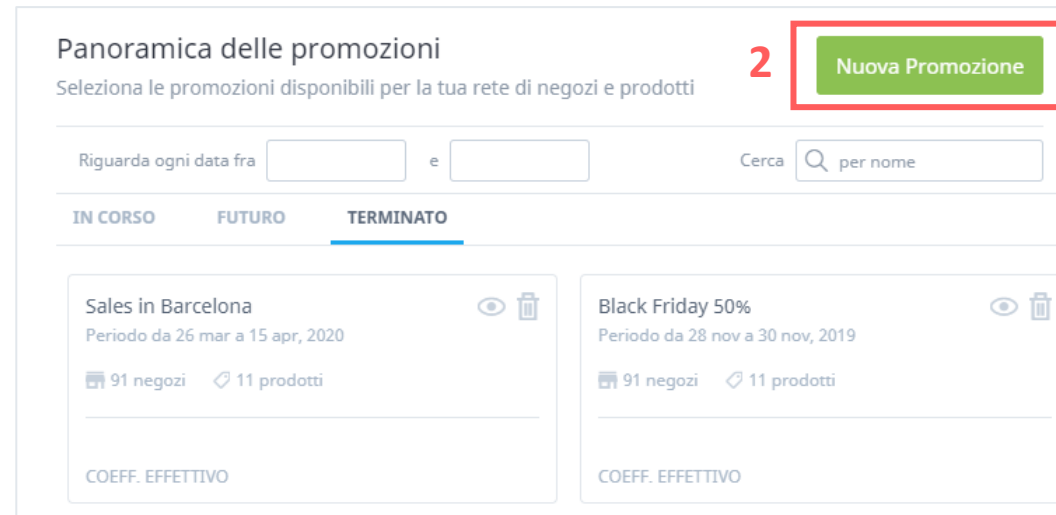 Panoramica delle promozioni
2
Nuova Promozione
Seleziona le promozioni disponibili per la tua rete di negozi e prodotti
Riguarda ogni data fra e Cerca per nome
IN CORSO FUTURO TERMINATO
Sales in Barcelona
Periodo da 26 mar a 15 apr, 2020
91 negozi 11 prodotti
COEFF. EFFETTIVO
Black Friday 50%
Periodo da 28 nov a 30 nov, 2019
91 negozi 11 prodotti
COEFF. EFFETTIVO